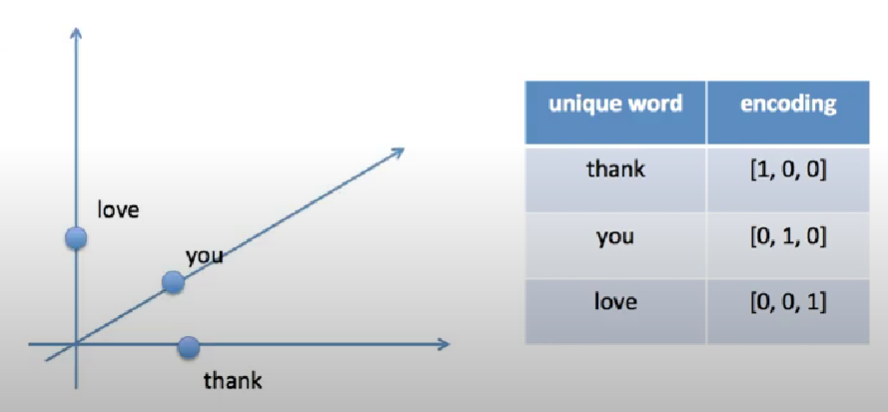 love
you
thank
unique word encoding
thank [1, 0, 0]
you [0, 1, 0]
love [0, 0, 1]